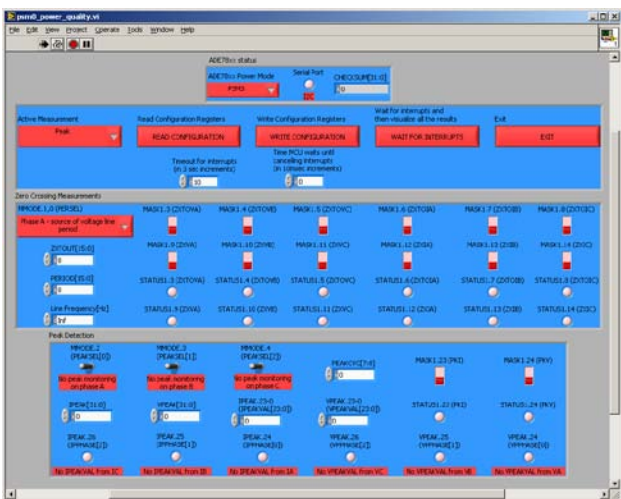 psm0_power_quality.vi
File Edit View Project Operate Tools Window Help
ADE78xx status
ADE78xx Power Mode
Serial Port
CHECKSUM[31:0]
PSM0
0
Active Measurement
Peak
Read Configuration Registers
READ CONFIGURATION
Write Configuration Registers
WRITE CONFIGURATION
Wait for interrupts and
then visualize all the results
WAIT FOR INTERRUPTS
Exit
EXIT
Timeout for
interrupts
(in 3 sec increments)
10
Time MCU waits until
canceling interrupts
(in 10msec increments)
0
Zero Crossing Measurements
MMODE.1,0 (PERSEL)
Phase A - source of voltage line
period
MASK1.3 (ZXTOVA) MASK1.4 (ZXTOVB) MASK1.5 (ZXTOVC) MASK1.6 (ZXTOIA) MASK1.7 (ZXTOIB) MASK1.8 (ZXTOIC)
ZXTOUT[15:0]
0
MASK1.9 (ZXVA) MASK1.10 (ZXVB) MASK1.11 (ZXVC) MASK1.12 (ZXIA) MASK1.13 (ZXIB) MASK1.14 (ZXIC)
PERIOD[15:0]
0
STATUS1.3 (ZXTOVA) STATUS1.4 (ZXTOVB) STATUS1.5 (ZXTOVC) STATUS1.6 (ZXTOIA) STATUS1.7 (ZXTOIB) STATUS1.8 (ZXTOIC)
Line Frequency[Hz]
Inf
STATUS1.9 (ZXVA) STATUS1.10 (ZXVB) STATUS1.11 (ZXVC) STATUS1.12 (ZXIA) STATUS1.13 (ZXIB) STATUS1.14 (ZXIC)
Peak Detection
MMODE.2
(PEAKSEL[0])
No peak monitoring
on phase A
MMODE.3
(PEAKSEL[1])
No peak monitoring
on phase B
MMODE.4
(PEAKSEL[2])
No peak monitoring
on phase C
PEAKCYC[7:0]
0
MASK1.23 (PKI)
MASK1.24 (PKV)
IPEAK[31:0]
0
VPEAK[31:0]
0
IPEAK.23-0
(IPEAKVAL[23:0])
0
VPEAK.23-0
(VPEAKVAL[23:0])
0
STATUS1.23 (PKI)
STATUS1.24 (PKV)
IPEAK.26
(IPPHASE[2])
No IPEAKVAL from IC
IPEAK.25
(IPPHASE[1])
No IPEAKVAL from IB
IPEAK.24
(IPPHASE[0])
No IPEAKVAL from IA
VPEAK.26
(VPPHASE[2])
No VPEAKVAL from VC
VPEAK.25
(VPPHASE[1])
No VPEAKVAL from VB
VPEAK.24
(VPPHASE[0])
No VPEAKVAL from VA